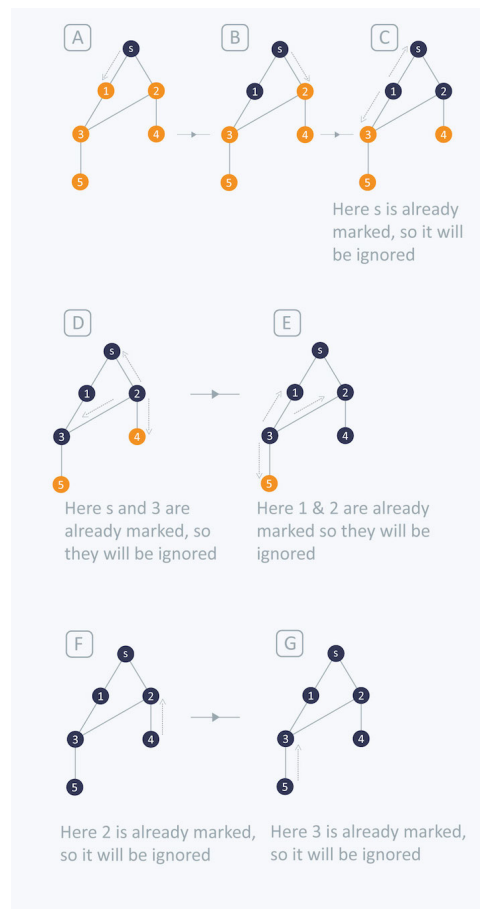 A
B
C
s
1
2
3
4
5
s
1
2
3
4
5
s
1
2
3
4
5
Here s is already
marked, so it will
be ignored
D
E
s
1
2
3
4
5
s
1
2
3
4
5
Here s and 3 are
already marked, so
they will be ignored
Here 1 & 2 are already
marked so they will be
ignored
F
G
s
1
2
3
4
5
s
1
2
3
4
5
Here 2 is already marked,
so it will be ignored
Here 3 is already marked,
so it will be ignored